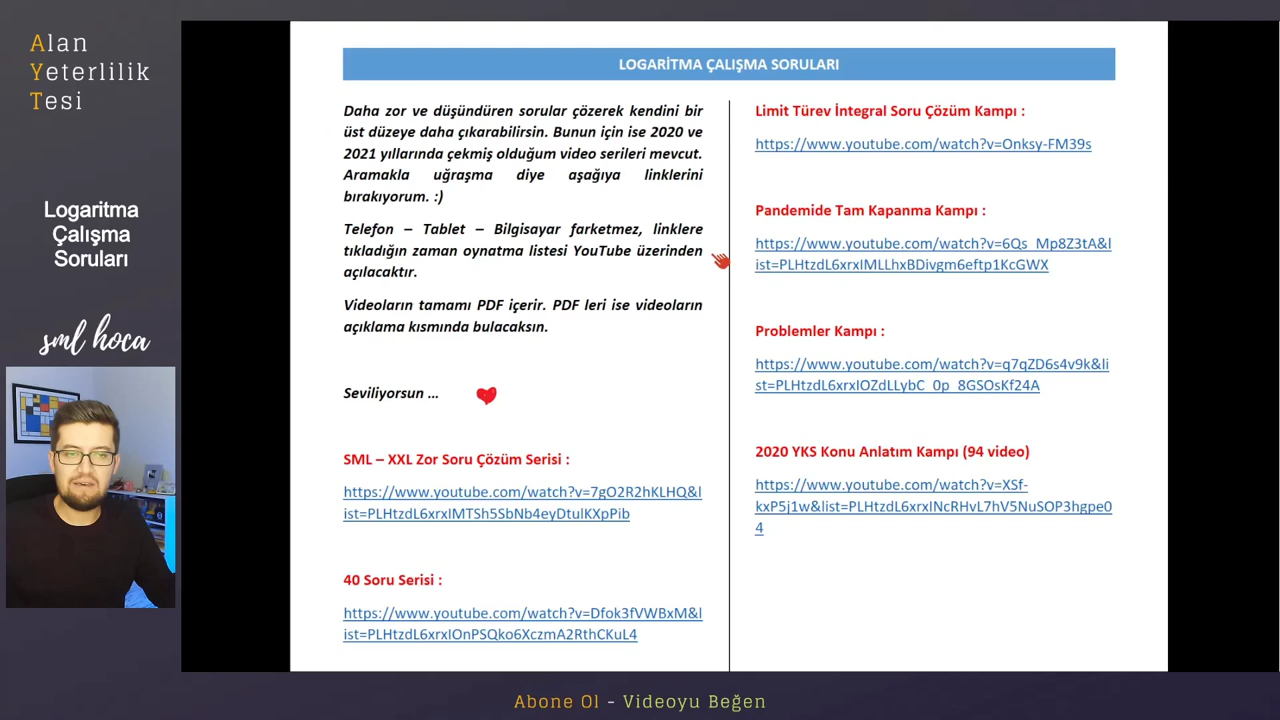 Alan
Yeterlilik
Tesi
Logaritma
Çalışma
Soruları
sml hoca
LOGARİTMA ÇALIŞMA SORULARI
Daha zor ve düşündüren sorular çözerek kendini bir
üst düzeye daha çıkarabilirsin. Bunun için ise 2020 ve
2021 yıllarında çekmiş olduğum video serileri mevcut.
Aramakla uğraşma diye aşağıya linklerini
bırakıyorum. :)
Telefon – Tablet – Bilgisayar farketmez, linklere
tıkladığın zaman oynatma listesi YouTube üzerinden
açılacaktır.
Videoların tamamı PDF içerir. PDF leri ise videoların
açıklama kısmında bulacaksın.
Seviliyorsun ...
SML – XXL Zor Soru Çözüm Serisi :
https://www.youtube.com/watch?v=7gO2R2hKLHQ&l
ist=PLHtzdL6xrxIMTSh5SbNb4eyDtulKXpPib
40 Soru Serisi :
https://www.youtube.com/watch?v=Dfok3fVWBxM&l
ist=PLHtzdL6xrxIOnPSQko6XczmA2RthCKuL4
Limit Türev İntegral Soru Çözüm Kampı :
https://www.youtube.com/watch?v=Onksy-FM39s
Pandemide Tam Kapanma Kampı :
https://www.youtube.com/watch?v=6Qs_Mp8Z3tA&l
ist=PLHtzdL6xrxIMLLhxBDivgm6eftp1KcGWX
Problemler Kampı :
https://www.youtube.com/watch?v=q7qZD6s4v9k&li
st=PLHtzdL6xrxIOZdLLybC_0p_8GSOsKf24A
2020 YKS Konu Anlatım Kampı (94 video)
https://www.youtube.com/watch?v=XSf-
kxP5j1w&list=PLHtzdL6xrxINcRHvL7hV5NuSOP3hgpe0
4
Abone Ol - Videoyu Beğen